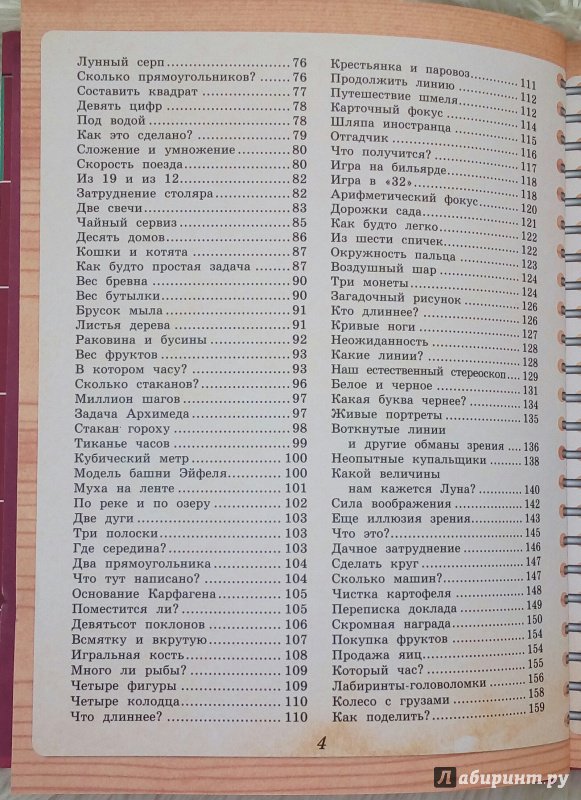 Лунный серп 76
Сколько прямоугольников? 76
Составить квадрат 77
Девять цифр 78
Под водой 78
Как это сделано? 79
Сложение и умножение 80
Скорость поезда 80
Из 19 и из 12 82
Затруднение столяра 82
Две свечи 83
Чайный сервиз 85
Десять домов 86
Кошки и котята 87
Как будто простая задача 87
Вес бревна 90
Вес бутылки 90
Брусок мыла 91
Листья дерева 91
Раковина и бусины 92
Вес фруктов 93
В котором часу? 93
Сколько стаканов? 96
Миллион шагов 97
Задача Архимеда 97
Стакан гороху 98
Тиканье часов 99
Кубический метр 100
Модель башни Эйфеля 100
Муха на ленте 101
По реке и по озеру 102
Две дуги 103
Три полоски 103
Где середина? 103
Два прямоугольника 104
Что тут написано? 104
Основание Карфагена 105
Поместится ли? 105
Девятьсот поклонов 106
Всмятку и вкрутую 107
Игральная кость 108
Много ли рыбы? 109
Четыре фигуры 109
Четыре колодца 110
Что длиннее? 110
Крестьянка и паровоз 111
Продолжить линию 112
Путешествие шмеля 112
Карточный фокус 114
Шляпа иностранца 115
Отгадчик 116
Что получится? 117
Игра на бильярде 118
Игра в «32» 118
Арифметический фокус 120
Дорожки сада 121
Как будто легко 122
Из шести спичек 122
Окружность пальца 123
Воздушный шар 124
Три монеты 124
Загадочный рисунок 126
Кто длиннее? 126
Кривые ноги 127
Неожиданность 128
Какие линии? 128
Наш естественный стереоскоп 129
Белое и черное 131
Какая буква чернее? 134
Живые портреты 135
Воткнутые линии
и другие обманы зрения 136
Неопытные купальщики 138
Какой величины
нам кажется Луна? 140
Сила воображения 142
Еще иллюзия зрения 143
Что это? 145
Дачное затруднение 146
Сделать круг 147
Сколько машин? 147
Чистка картофеля 148
Переписка доклада 149
Скромная награда 150
Покупка фруктов 154
Продажа яиц 154
Который час? 155
Лабиринты-головоломки 156
Колесо с грузами 158
Как поделить? 159
4
Лабиринт.ру